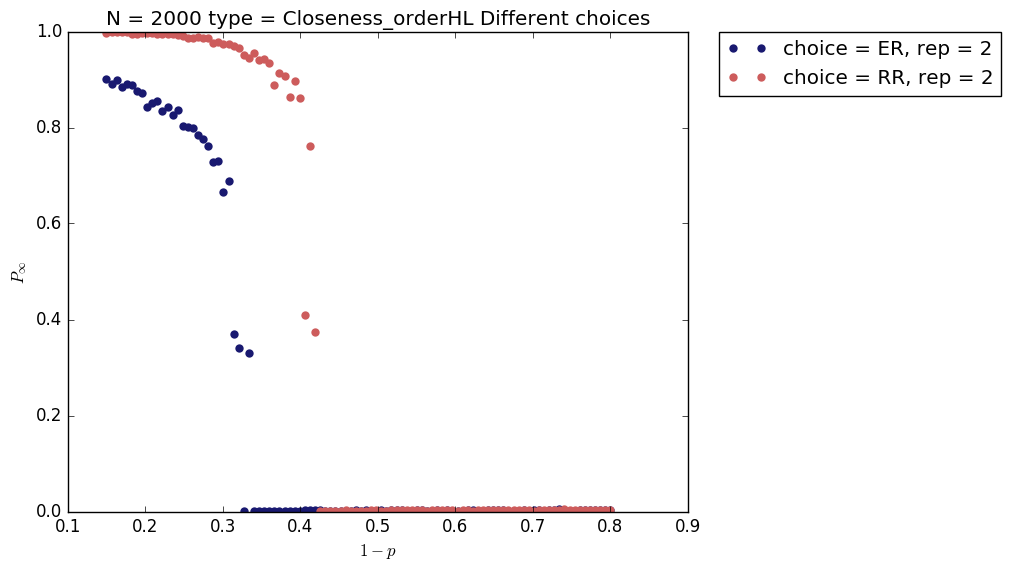 N = 2000 type = Closeness_orderHL Different choices
choice = ER, rep = 2
choice = RR, rep = 2
1.0
0.8
0.6
0.4
0.2
0.0
P∞
0.1 0.2 0.3 0.4 0.5 0.6 0.7 0.8 0.9
1 − p